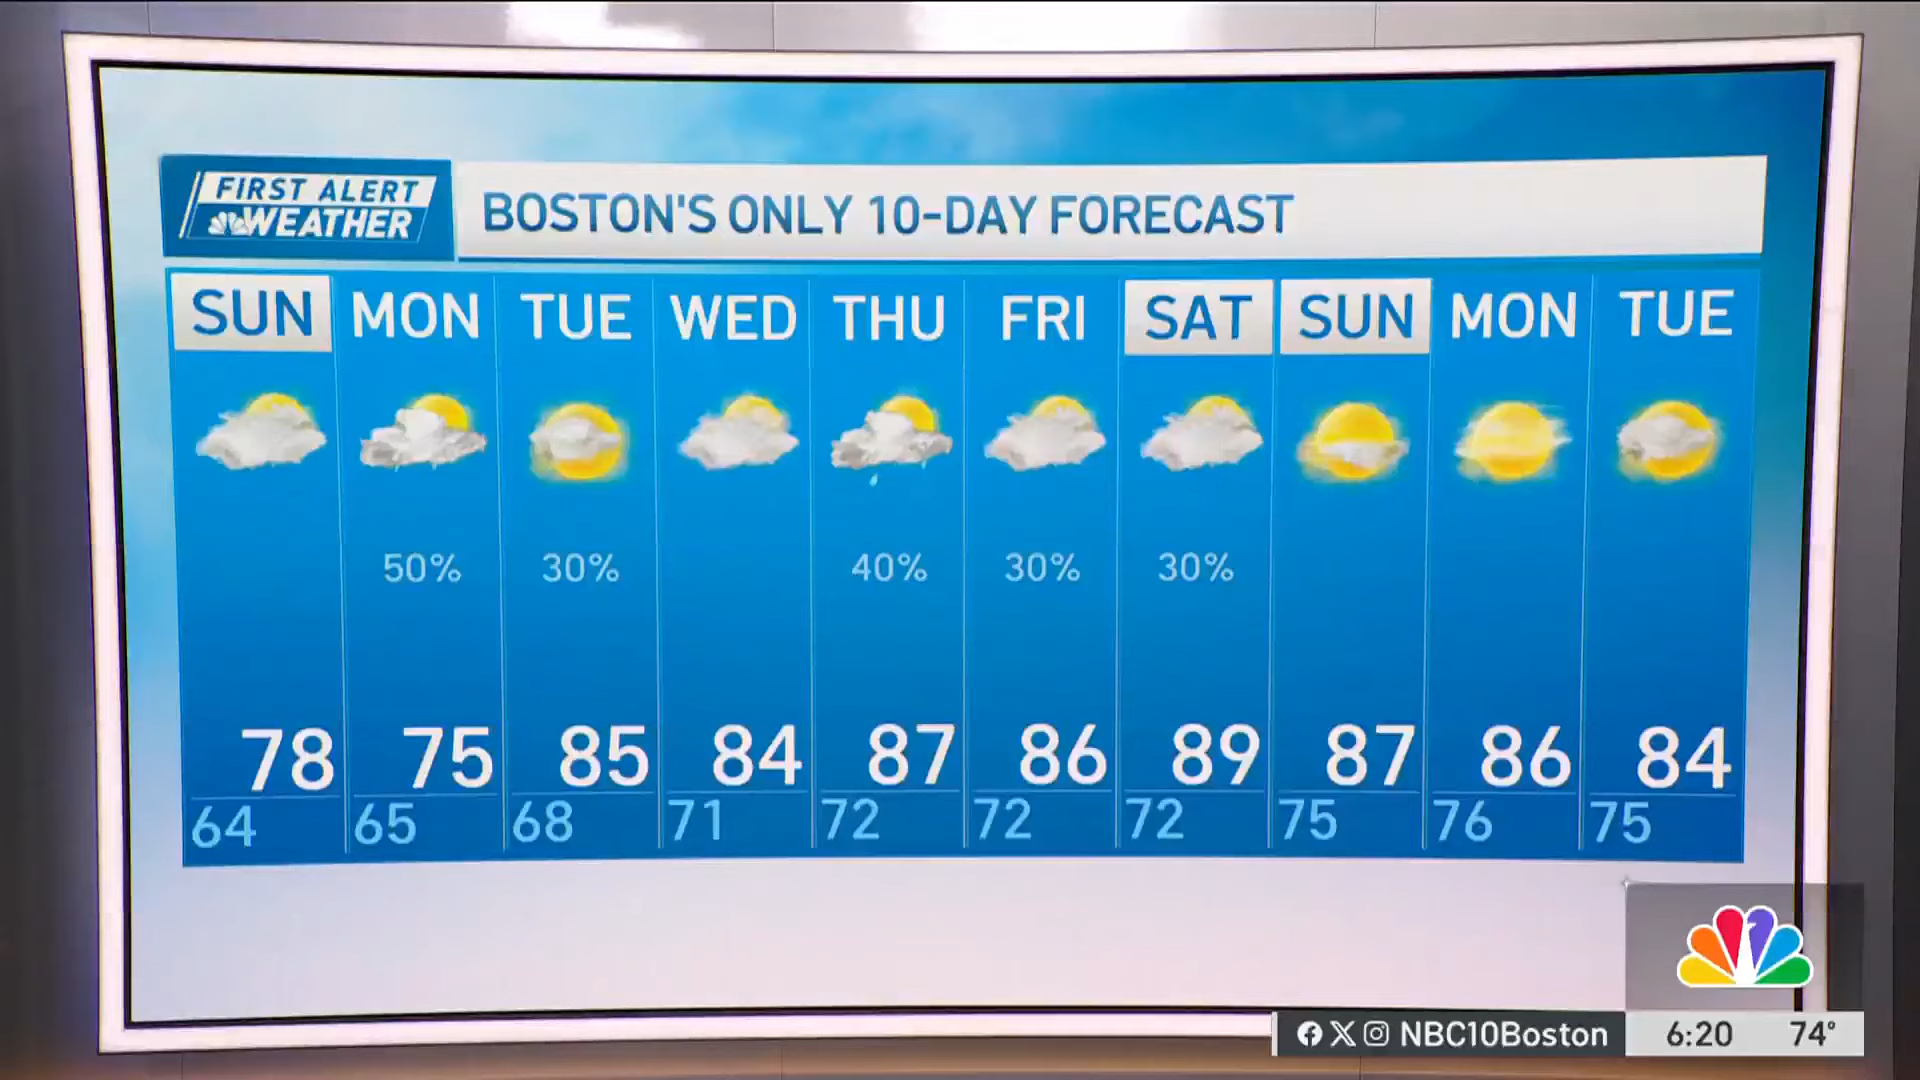 FIRST ALERT
WEATHER
BOSTON'S ONLY 10-DAY FORECAST
SUN MON TUE WED THU FRI SAT SUN MON TUE
50% 30% 40% 30% 30%
78 75 85 84 87 86 89 87 86 84
64 65 68 71 72 72 72 75 76 75
NBC10Boston 6:20 74°